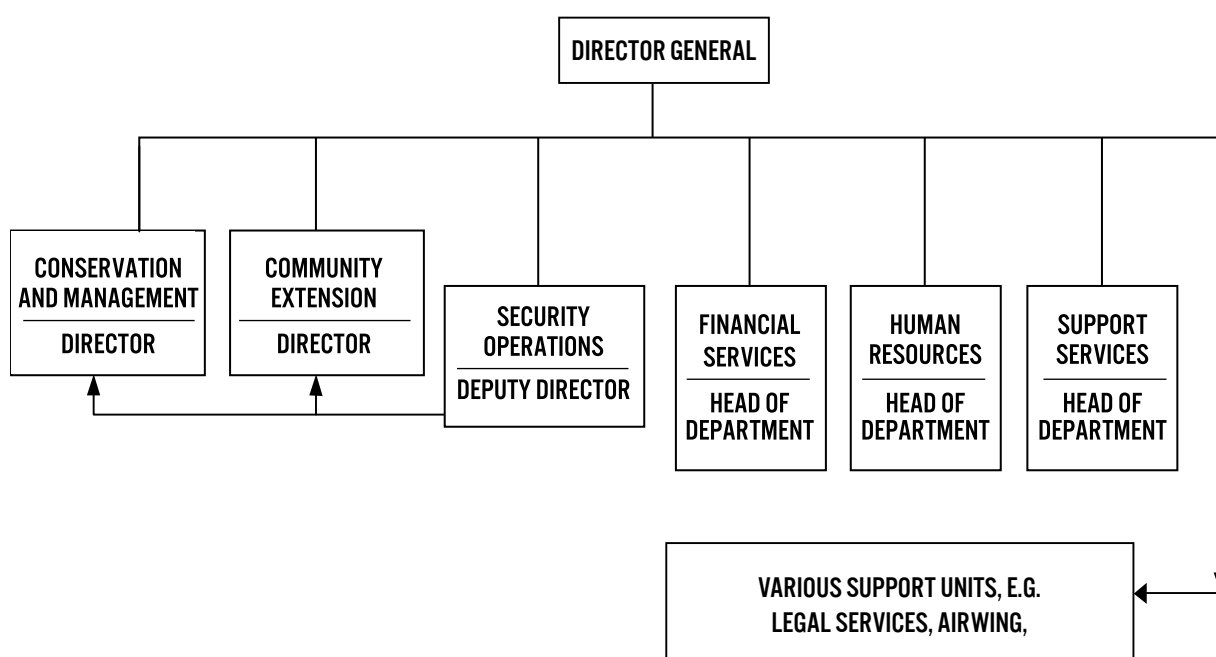 DIRECTOR GENERAL
CONSERVATION
AND MANAGEMENT
DIRECTOR
COMMUNITY
EXTENSION
DIRECTOR
SECURITY
OPERATIONS
DEPUTY DIRECTOR
FINANCIAL
SERVICES
HEAD OF
DEPARTMENT
HUMAN
RESOURCES
HEAD OF
DEPARTMENT
SUPPORT
SERVICES
HEAD OF
DEPARTMENT
VARIOUS SUPPORT UNITS, E.G.
LEGAL SERVICES, AIRWING,